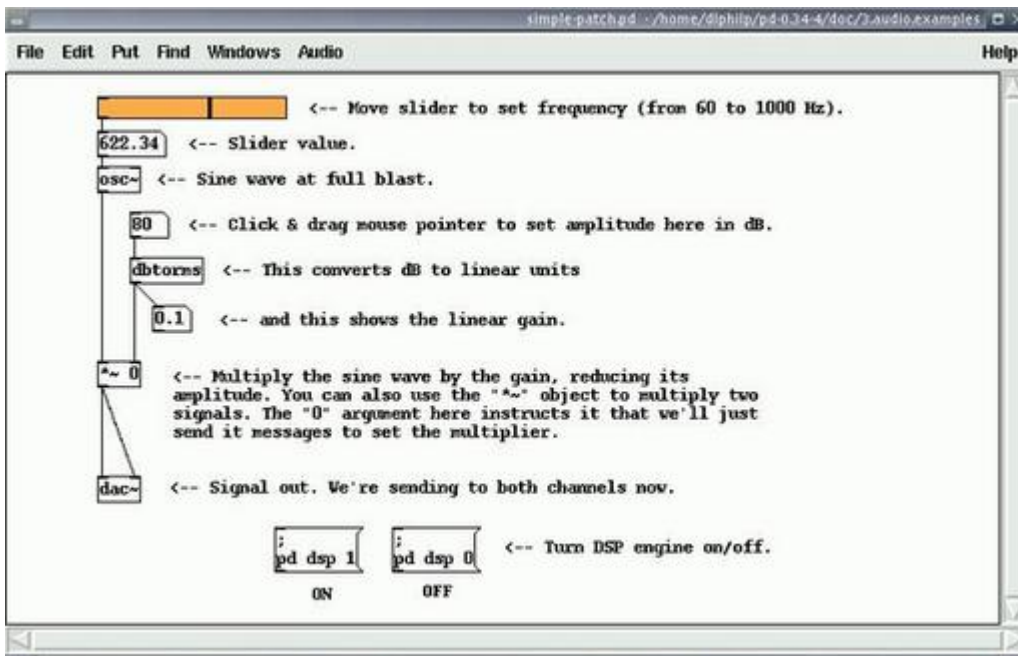 simple-patch.pd - /home/dlphilp/pd-0.34-4/doc/3.audio.examples
File Edit Put Find Windows Audio Help
<-- Move slider to set frequency (from 60 to 1000 Hz).
622.34 <-- Slider value.
osc~ <-- Sine wave at full blast.
80 <-- Click & drag mouse pointer to set amplitude here in dB.
dbtorms <-- This converts dB to linear units
0.1 <-- and this shows the linear gain.
*~ 0 <-- Multiply the sine wave by the gain, reducing its
amplitude. You can also use the "*~" object to multiply two
signals. The "0" argument here instructs it that we'll just
send it messages to set the multiplier.
dac~ <-- Signal out. We're sending to both channels now.
; ;
pd dsp 1 pd dsp 0 <-- Turn DSP engine on/off.
ON OFF